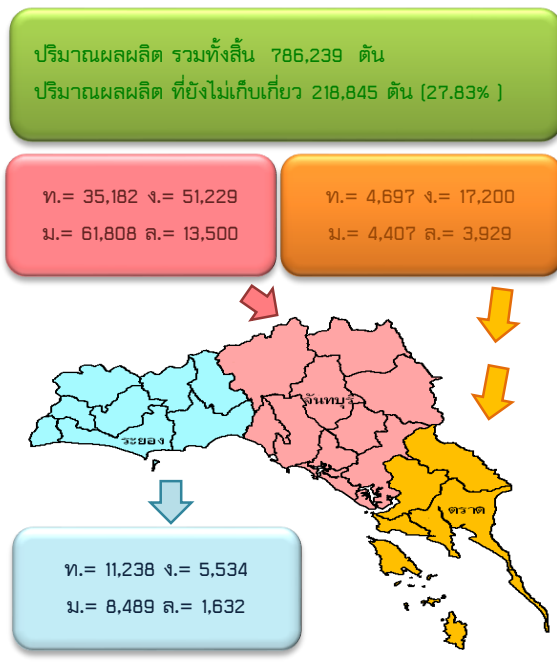 ปริมาณผลผลิต รวมทั้งสิ้น 786,239 ตัน
ปริมาณผลผลิต ที่ยังไม่เก็บเกี่ยว 218,845 ตัน (27.83% )
ท.= 35,182 ง.= 51,229
ม.= 61,808 ล.= 13,500
ท.= 4,697 ง.= 17,200
ม.= 4,407 ล.= 3,929
จันทบุรี
ระยอง
ตราด
ท.= 11,238 ง.= 5,534
ม.= 8,489 ล.= 1,632